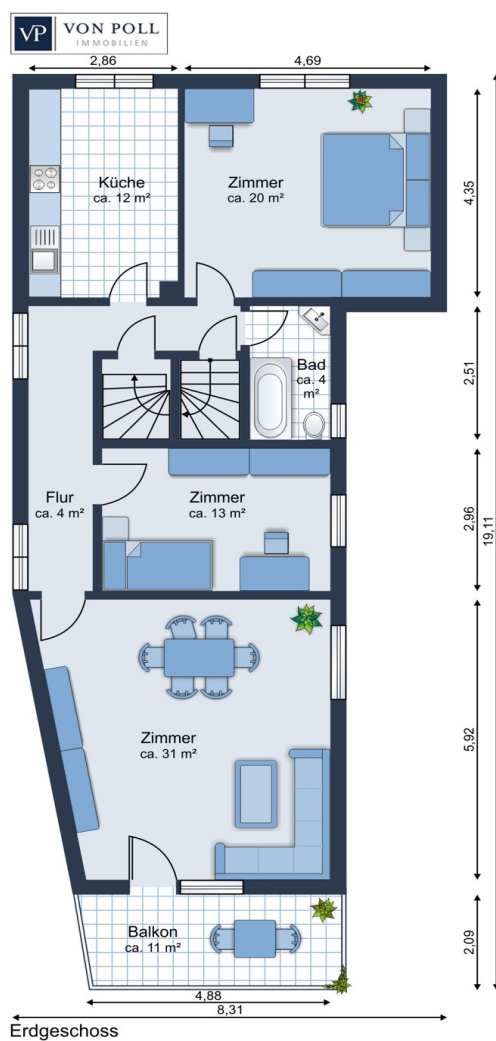 VP VON POLL
IMMOBILIEN
2,86
4,69
Küche
ca. 12 m²
Zimmer
ca. 20 m²
4,35
Bad
ca. 4
m²
2,51
Flur
ca. 4 m²
Zimmer
ca. 13 m²
2,96
19,11
Zimmer
ca. 31 m²
5,92
Balkon
ca. 11 m²
2,09
4,88
8,31
Erdgeschoss